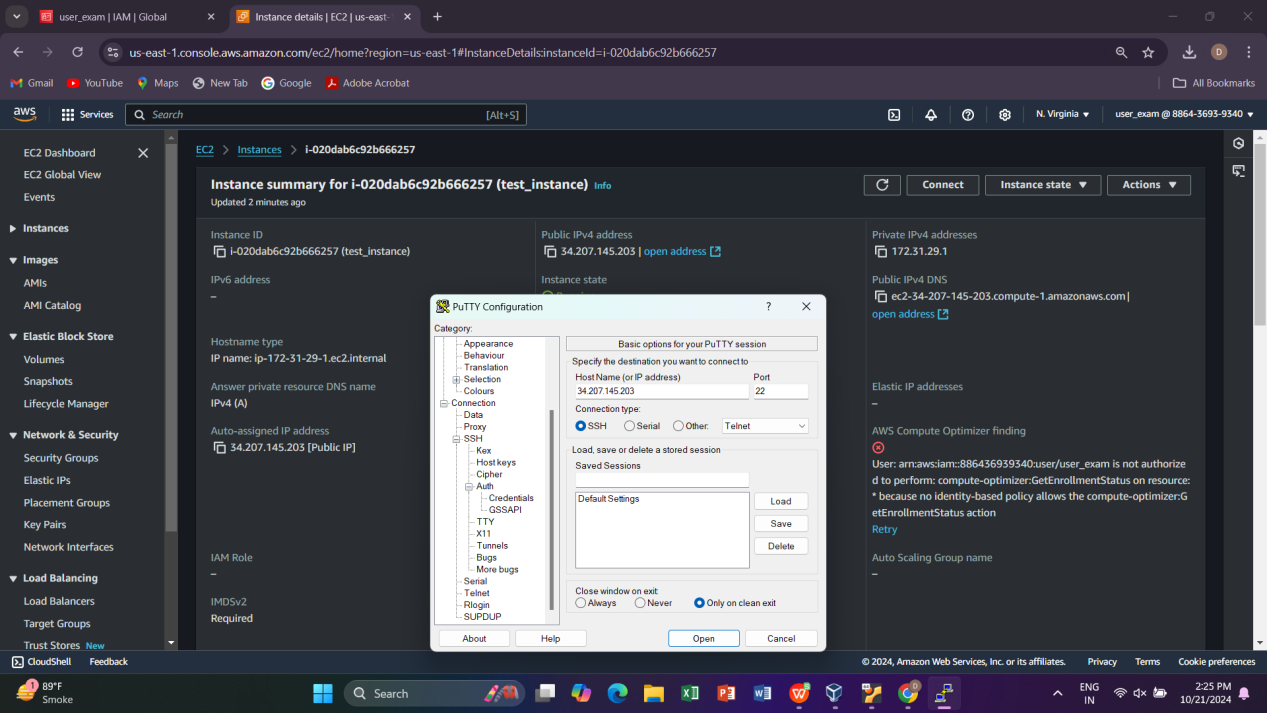 user_exam | IAM | Global
Instance details | EC2 | us-east-
us-east-1.console.aws.amazon.com/ec2/home?region=us-east-1#InstanceDetails:instanceId=i-020dab6c92b666257
D
Gmail
YouTube
Maps
New Tab
Google
Adobe Acrobat
All Bookmarks
aws
Services
Search
[Alt+S]
N. Virginia
user_exam @ 8864-3693-9340
EC2 Dashboard
EC2 Global View
Events
Instances
Images
AMIs
AMI Catalog
Elastic Block Store
Volumes
Snapshots
Lifecycle Manager
Network & Security
Security Groups
Elastic IPs
Placement Groups
Key Pairs
Network Interfaces
Load Balancing
Load Balancers
Target Groups
Trust Stores New
EC2
Instances
i-020dab6c92b666257
Instance summary for i-020dab6c92b666257 (test_instance) Info
Updated 2 minutes ago
Connect
Instance state
Actions
Instance ID
i-020dab6c92b666257 (test_instance)
IPv6 address
–
Hostname type
IP name: ip-172-31-29-1.ec2.internal
Answer private resource DNS name
IPv4 (A)
Auto-assigned IP address
34.207.145.203 [Public IP]
IAM Role
–
IMDSv2
Required
Public IPv4 address
34.207.145.203 | open address
Instance state
Private IPv4 addresses
172.31.29.1
Public IPv4 DNS
ec2-34-207-145-203.compute-1.amazonaws.com |
open address
Elastic IP addresses
–
AWS Compute Optimizer finding
User: arn:aws:iam::886436939340:user/user_exam is not authorize
d to perform: compute-optimizer:GetEnrollmentStatus on resource:
* because no identity-based policy allows the compute-optimizer:G
etEnrollmentStatus action
Retry
Auto Scaling Group name
–
PuTTY Configuration
?
Category:
Appearance
Behaviour
Translation
Selection
Colours
Connection
Data
Proxy
SSH
Kex
Host keys
Cipher
Auth
Credentials
GSSAPI
TTY
X11
Tunnels
Bugs
More bugs
Serial
Telnet
Rlogin
SUPDUP
Basic options for your PuTTY session
Specify the destination you want to connect to
Host Name (or IP address)
Port
34.207.145.203
22
Connection type:
SSH
Serial
Other:
Telnet
Load, save or delete a stored session
Saved Sessions
Default Settings
Load
Save
Delete
Close window on exit:
Always
Never
Only on clean exit
About
Help
Open
Cancel
CloudShell
Feedback
© 2024, Amazon Web Services, Inc. or its affiliates.
Privacy
Terms
Cookie preferences
1
89°F
Smoke
Search
D
ENG
IN
2:25 PM
10/21/2024